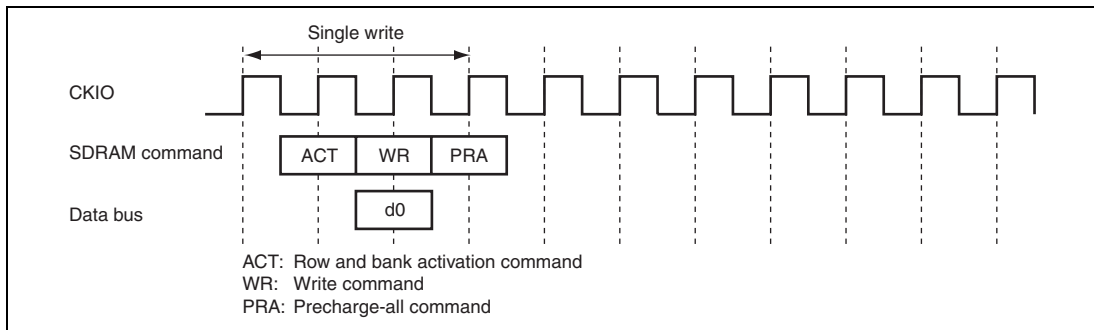 Single write
CKIO
SDRAM command
ACT
WR
PRA
Data bus
d0
ACT: Row and bank activation command
WR: Write command
PRA: Precharge-all command